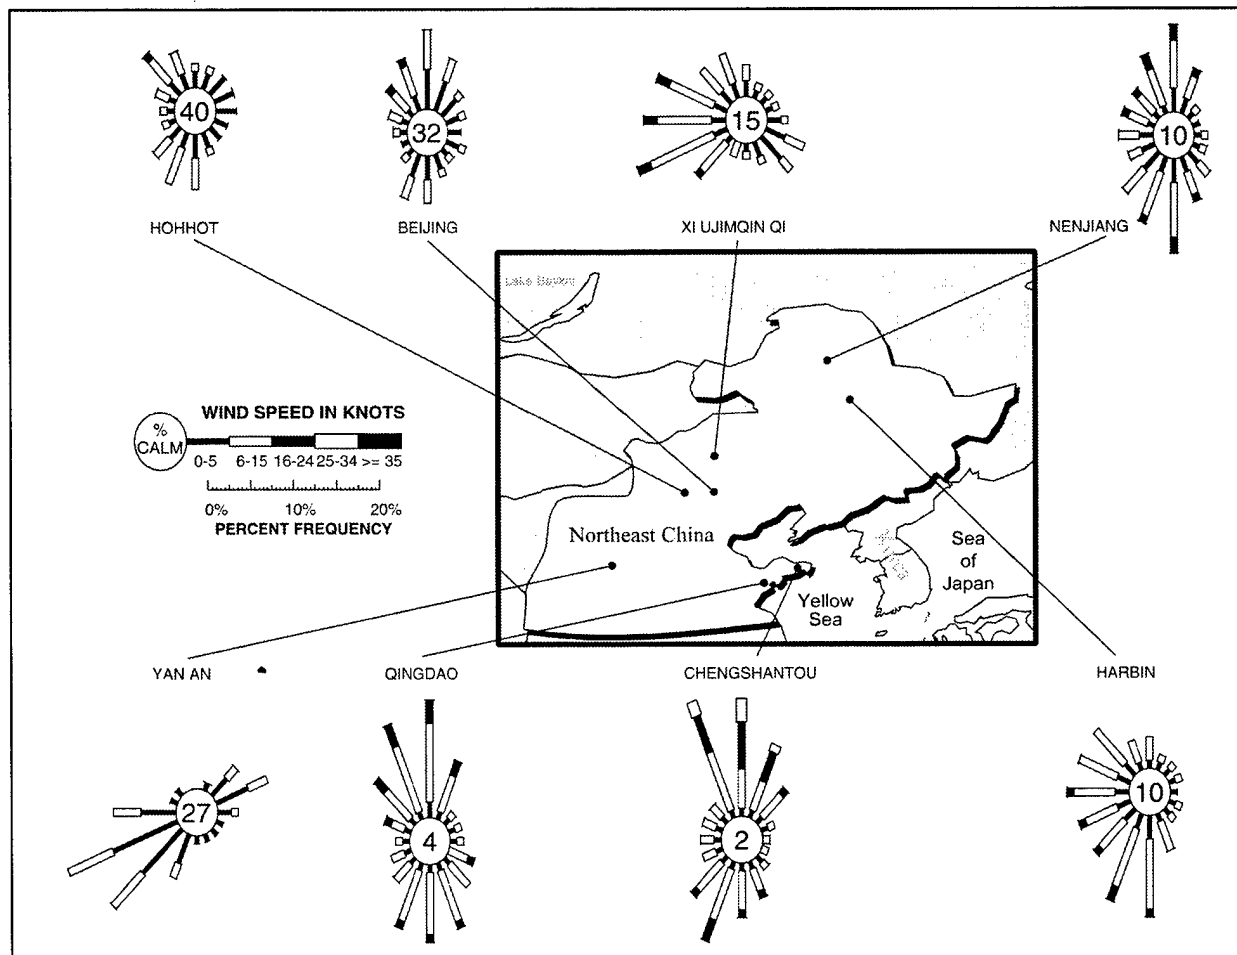 40
32
15
10
HOHHOT
BEIJING
XI UJIMQIN QI
NENJIANG
WIND SPEED IN KNOTS
%
CALM
0-5 6-15 16-24 25-34 >= 35
0% 10% 20%
PERCENT FREQUENCY
Northeast China
Sea
of
Japan
Yellow
Sea
YAN AN
QINGDAO
CHENGSHANTOU
HARBIN
27
4
2
10